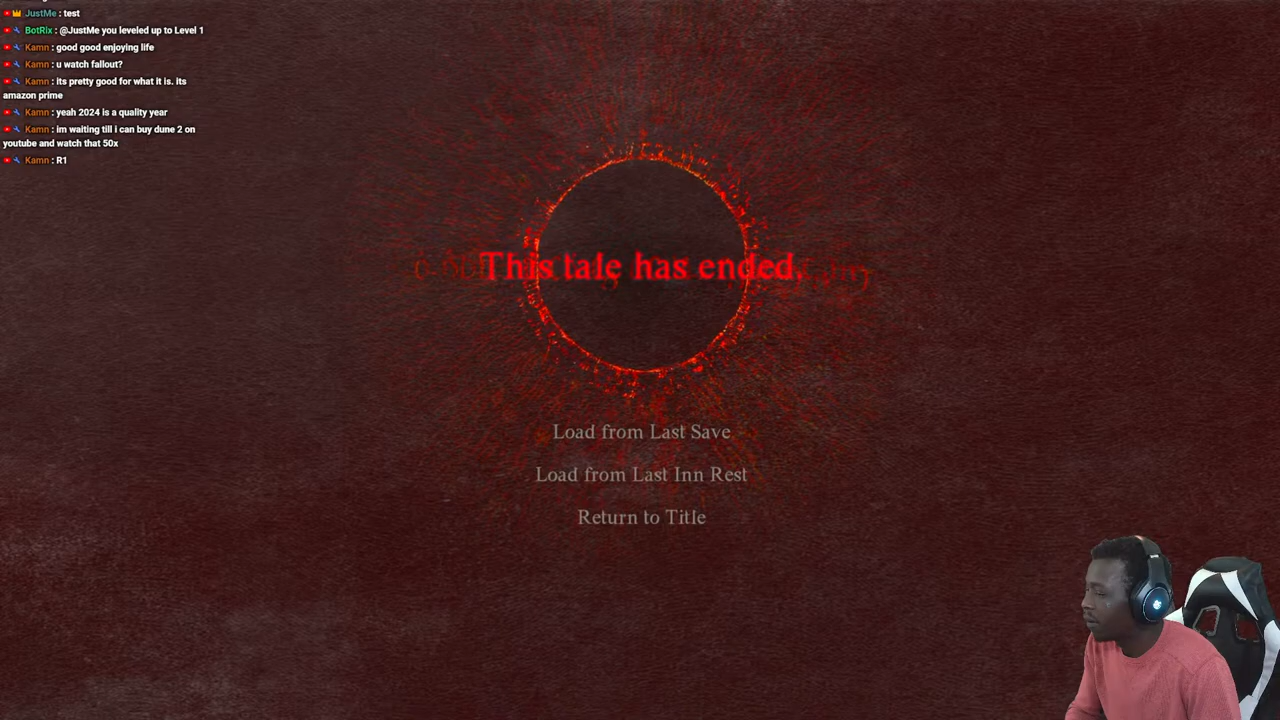 JustMe : test
BotRix : @JustMe you leveled up to Level 1
Kamn : good good enjoying life
Kamn : u watch fallout?
Kamn : its pretty good for what it is. its
amazon prime
Kamn : yeah 2024 is a quality year
Kamn : im waiting till i can buy dune 2 on
youtube and watch that 50x
Kamn : R1
This tale has ended.
Load from Last Save
Load from Last Inn Rest
Return to Title